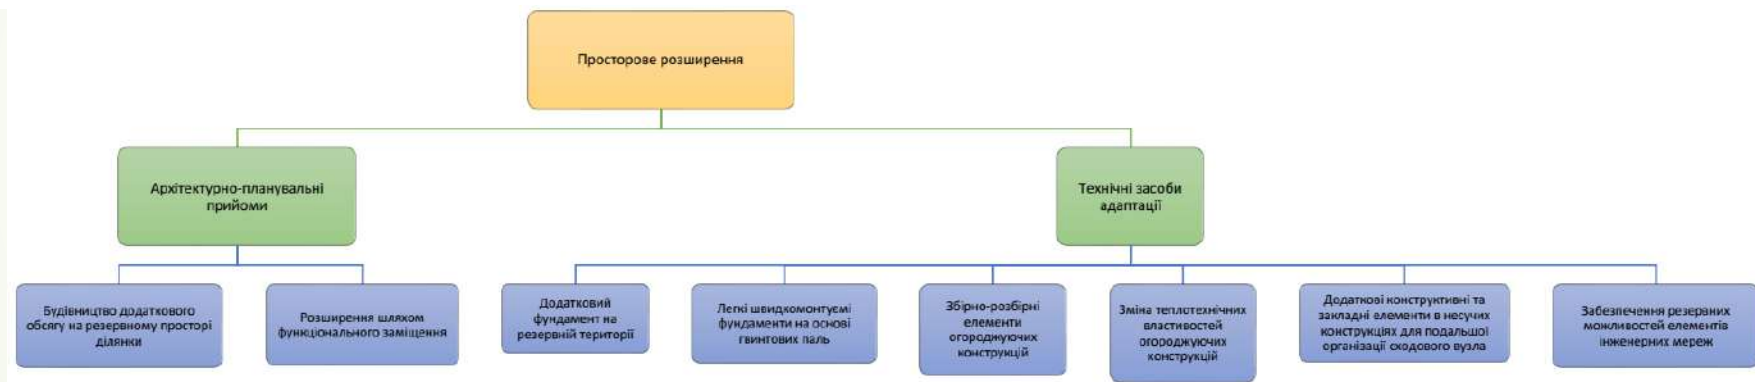 Просторове розширення
Архітектурно-планувальні
прийоми
Технічні засоби
адаптації
Будівництво додаткового
обсягу на резервному просторі
ділянки
Розширення шляхом
функціонального заміщення
Додатковий
фундамент на
резервній території
Легкі швидкомонтуємі
фундаменти на основі
гвинтових паль
Збірно-розбірні
елементи
огороджуючих
конструкцій
Зміна теплотехнічних
властивостей
огороджуючих
конструкцій
Додаткові конструктивні та
закладні елементи в несучих
конструкціях для подальшої
організації сходового вузла
Забезпечення резервних
можливостей елементів
інженерних мереж